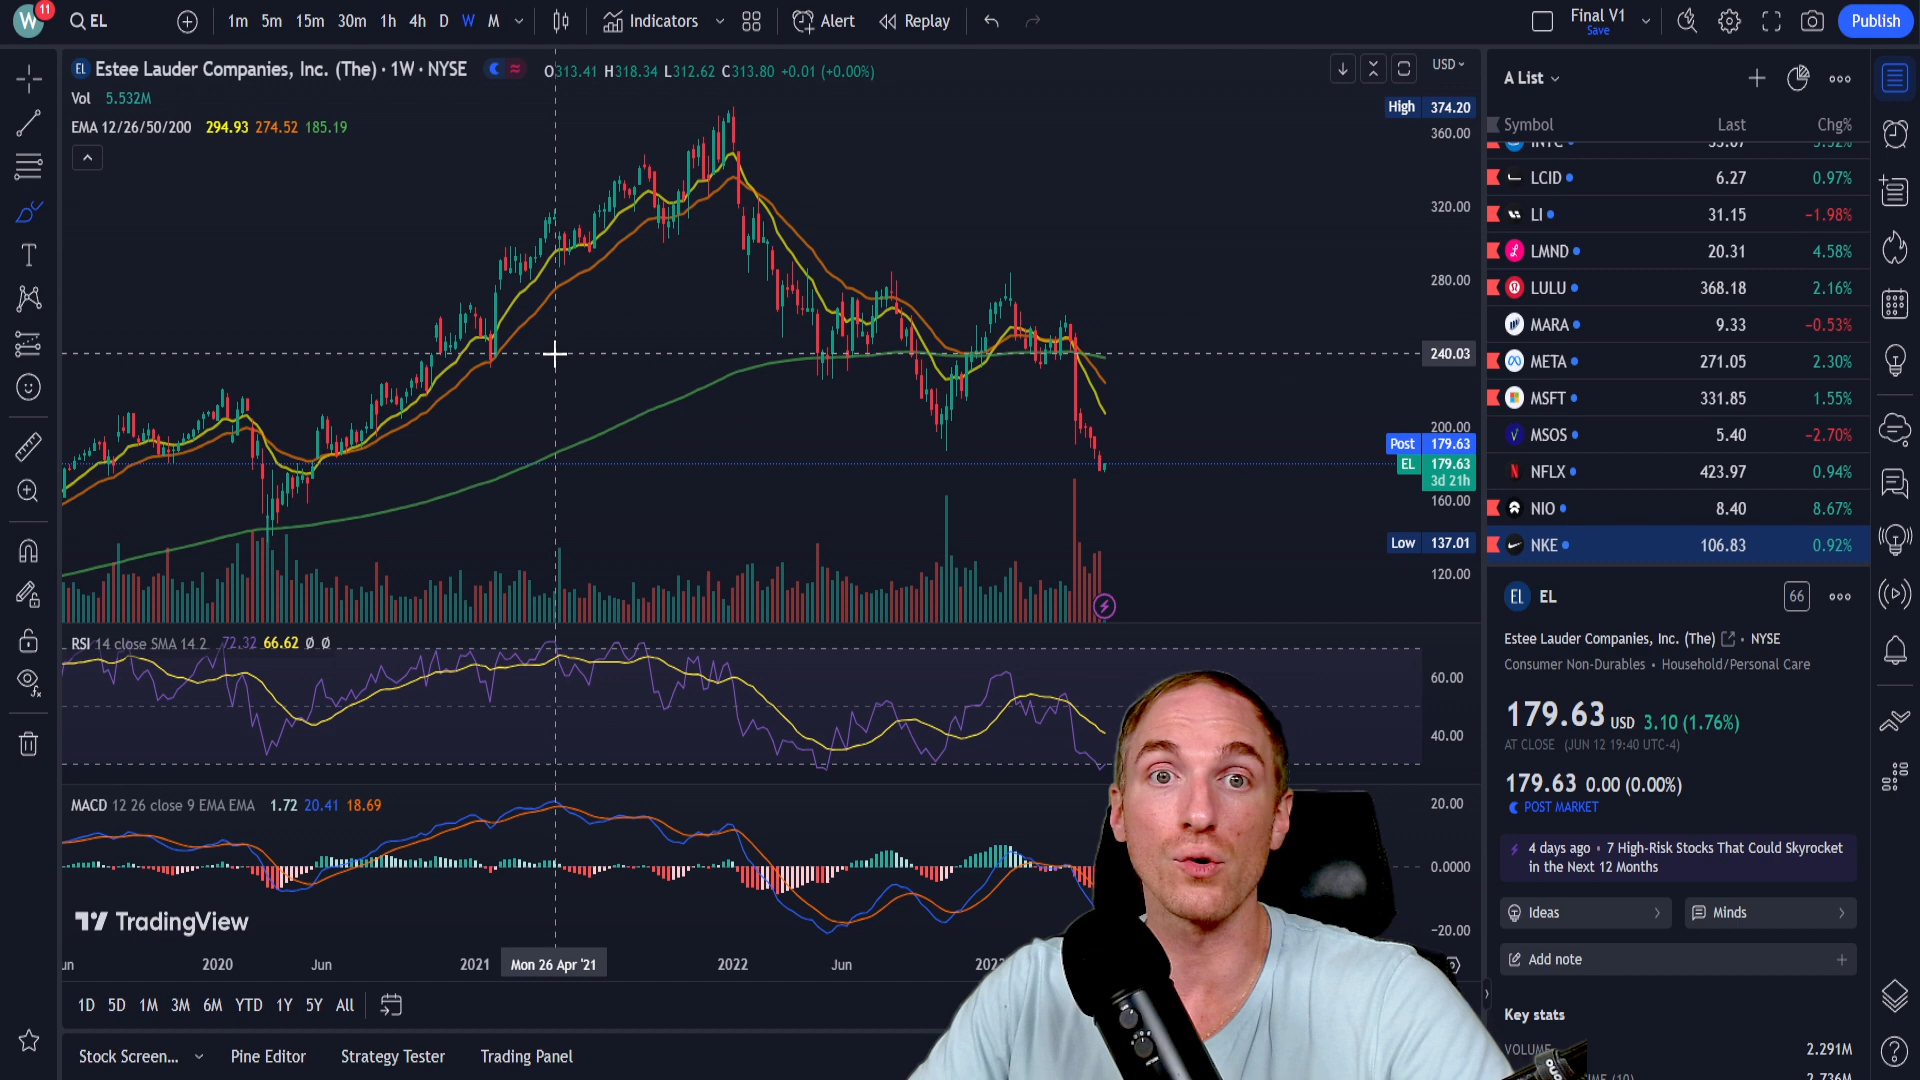 W 11 EL 1m 5m 15m 30m 1h 4h D W M Indicators Alert Replay Final V1 Save Publish
EL Estee Lauder Companies, Inc. (The) · 1W · NYSE O313.41 H318.34 L312.62 C313.80 +0.01 (+0.00%)
Vol 5.532M
EMA 12/26/50/200 294.93 274.52 185.19
USD
High 374.20
360.00
320.00
280.00
240.03
200.00
Post 179.63
EL 179.63
3d 21h
160.00
Low 137.01
120.00
RSI 14 close SMA 14 2 72.32 66.62 Ø Ø
60.00
40.00
MACD 12 26 close 9 EMA EMA 1.72 20.41 18.69
20.00
0.0000
−20.00
TradingView
2020 Jun 2021 Mon 26 Apr '21 2022 Jun
1D 5D 1M 3M 6M YTD 1Y 5Y All
Stock Screen... Pine Editor Strategy Tester Trading Panel
A List
Symbol Last Chg%
LCID 6.27 0.97%
LI 31.15 −1.98%
LMND 20.31 4.58%
LULU 368.18 2.16%
MARA 9.33 −0.53%
META 271.05 2.30%
MSFT 331.85 1.55%
MSOS 5.40 −2.70%
NFLX 423.97 0.94%
NIO 8.40 8.67%
NKE 106.83 0.92%
EL EL 66
Estee Lauder Companies, Inc. (The) • NYSE
Consumer Non-Durables • Household/Personal Care
179.63 USD 3.10 (1.76%)
AT CLOSE (JUN 12 19:40 UTC-4)
179.63 0.00 (0.00%)
POST MARKET
4 days ago • 7 High-Risk Stocks That Could Skyrocket
in the Next 12 Months
Ideas Minds
Add note
Key stats
VOLUME 2.291M